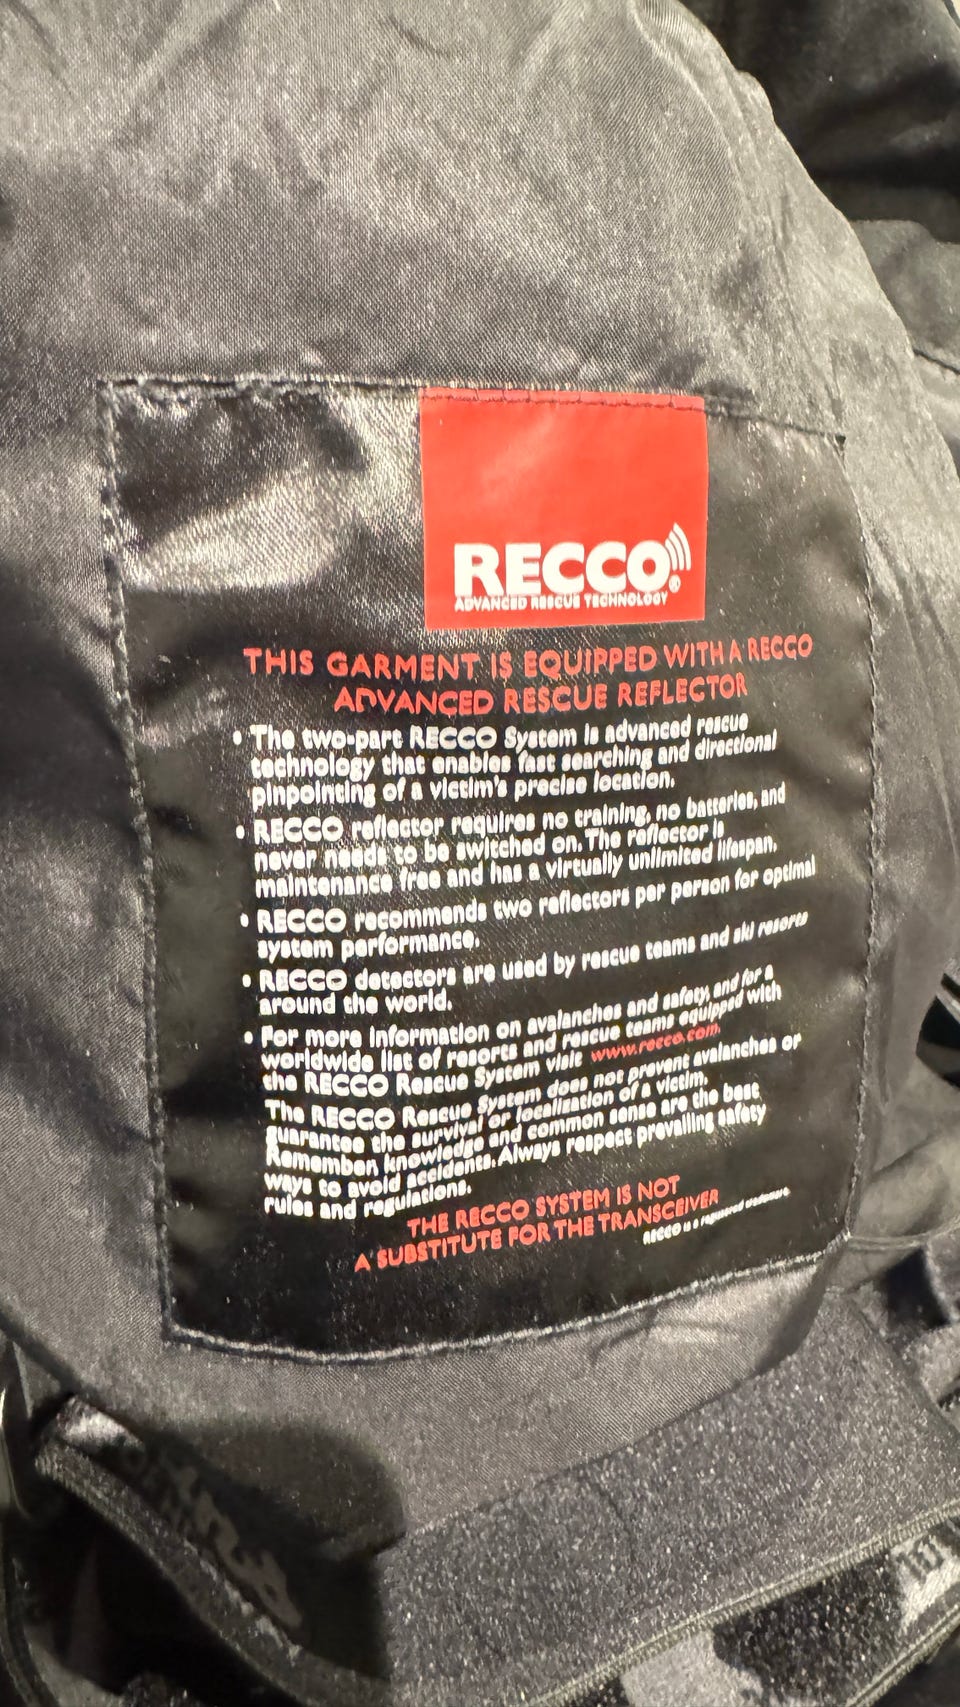 RECCO®
ADVANCED RESCUE TECHNOLOGY
THIS GARMENT IS EQUIPPED WITH A RECCO
ADVANCED RESCUE REFLECTOR
• The two-part RECCO System is advanced rescue
technology that enables fast searching and directional
pinpointing of a victim's precise location.
• RECCO reflector requires no training, no batteries, and
never needs to be switched on. The reflector is
maintenance free and has a virtually unlimited lifespan.
• RECCO recommends two reflectors per person for optimal
system performance.
• RECCO detectors are used by rescue teams and ski resorts
around the world.
• For more information on avalanches and safety, and for a
worldwide list of resorts and rescue teams equipped with
the RECCO Rescue System visit www.recco.com.
The RECCO Rescue System does not prevent avalanches or
guarantee the survival or localization of a victim.
Remember, knowledge and common sense are the best
ways to avoid accidents. Always respect prevailing safety
rules and regulations.
THE RECCO SYSTEM IS NOT
A SUBSTITUTE FOR THE TRANSCEIVER
RECCO is a registered trademark.